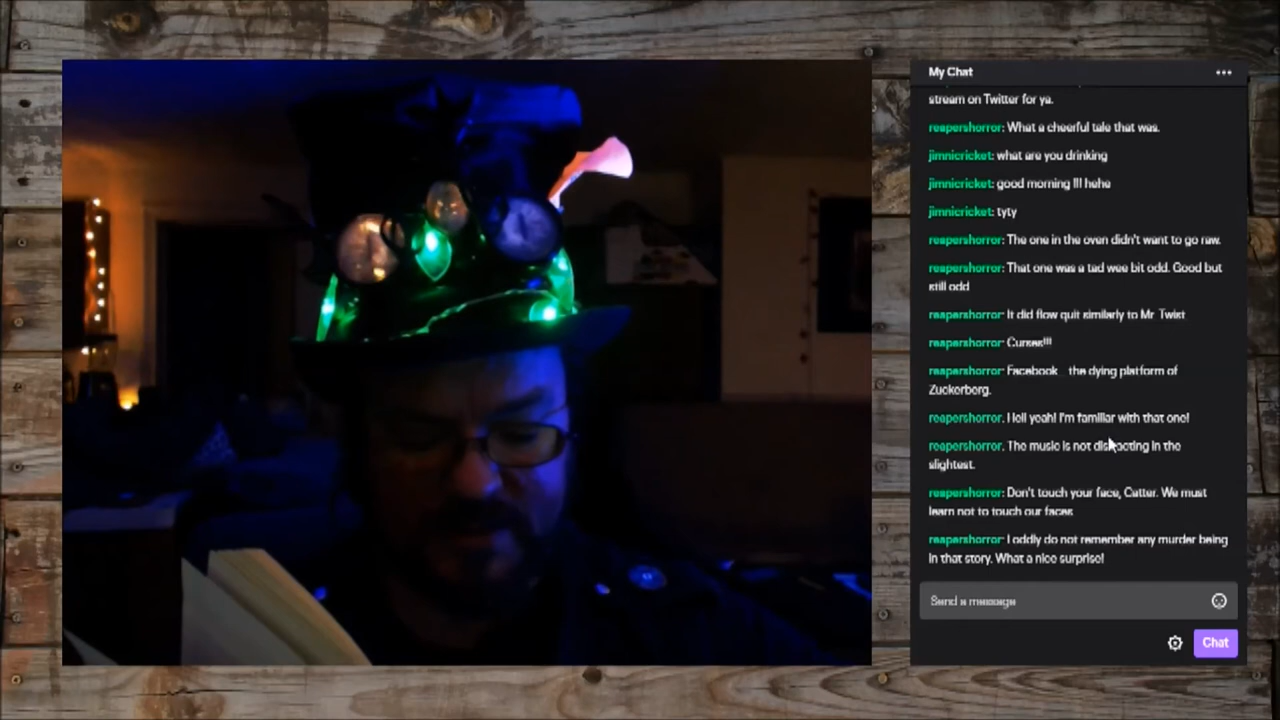 My Chat
stream on Twitter for ya.
reapershorror: What a cheerful tale that was.
jimnicricket: what are you drinking
jimnicricket: good morning !!! hehe
jimnicricket: tyty
reapershorror: The one in the oven didn't want to go raw.
reapershorror: That one was a tad wee bit odd. Good but
still odd
reapershorror: It did flow quit similarly to Mr Twist
reapershorror: Curses!!!
reapershorror: Facebook the dying platform of
Zuckerberg.
reapershorror: Hell yeah! I'm familiar with that one!
reapershorror: The music is not distracting in the
slightest.
reapershorror: Don't touch your face, Catter. We must
learn not to touch our faces
reapershorror: I oddly do not remember any murder being
in that story. What a nice surprise!
Send a message
Chat